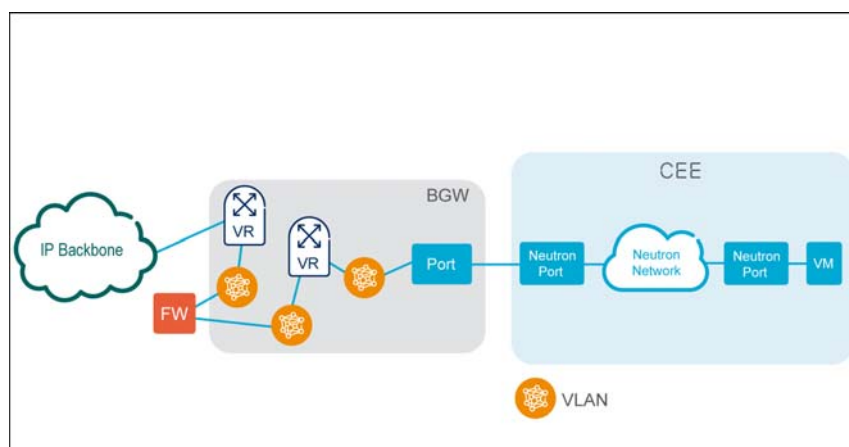 CEE
BGW
VR
IP Backbone
VR
Port
Neutron
Port
Neutron
Network
Neutron
Port
VM
FW
VLAN